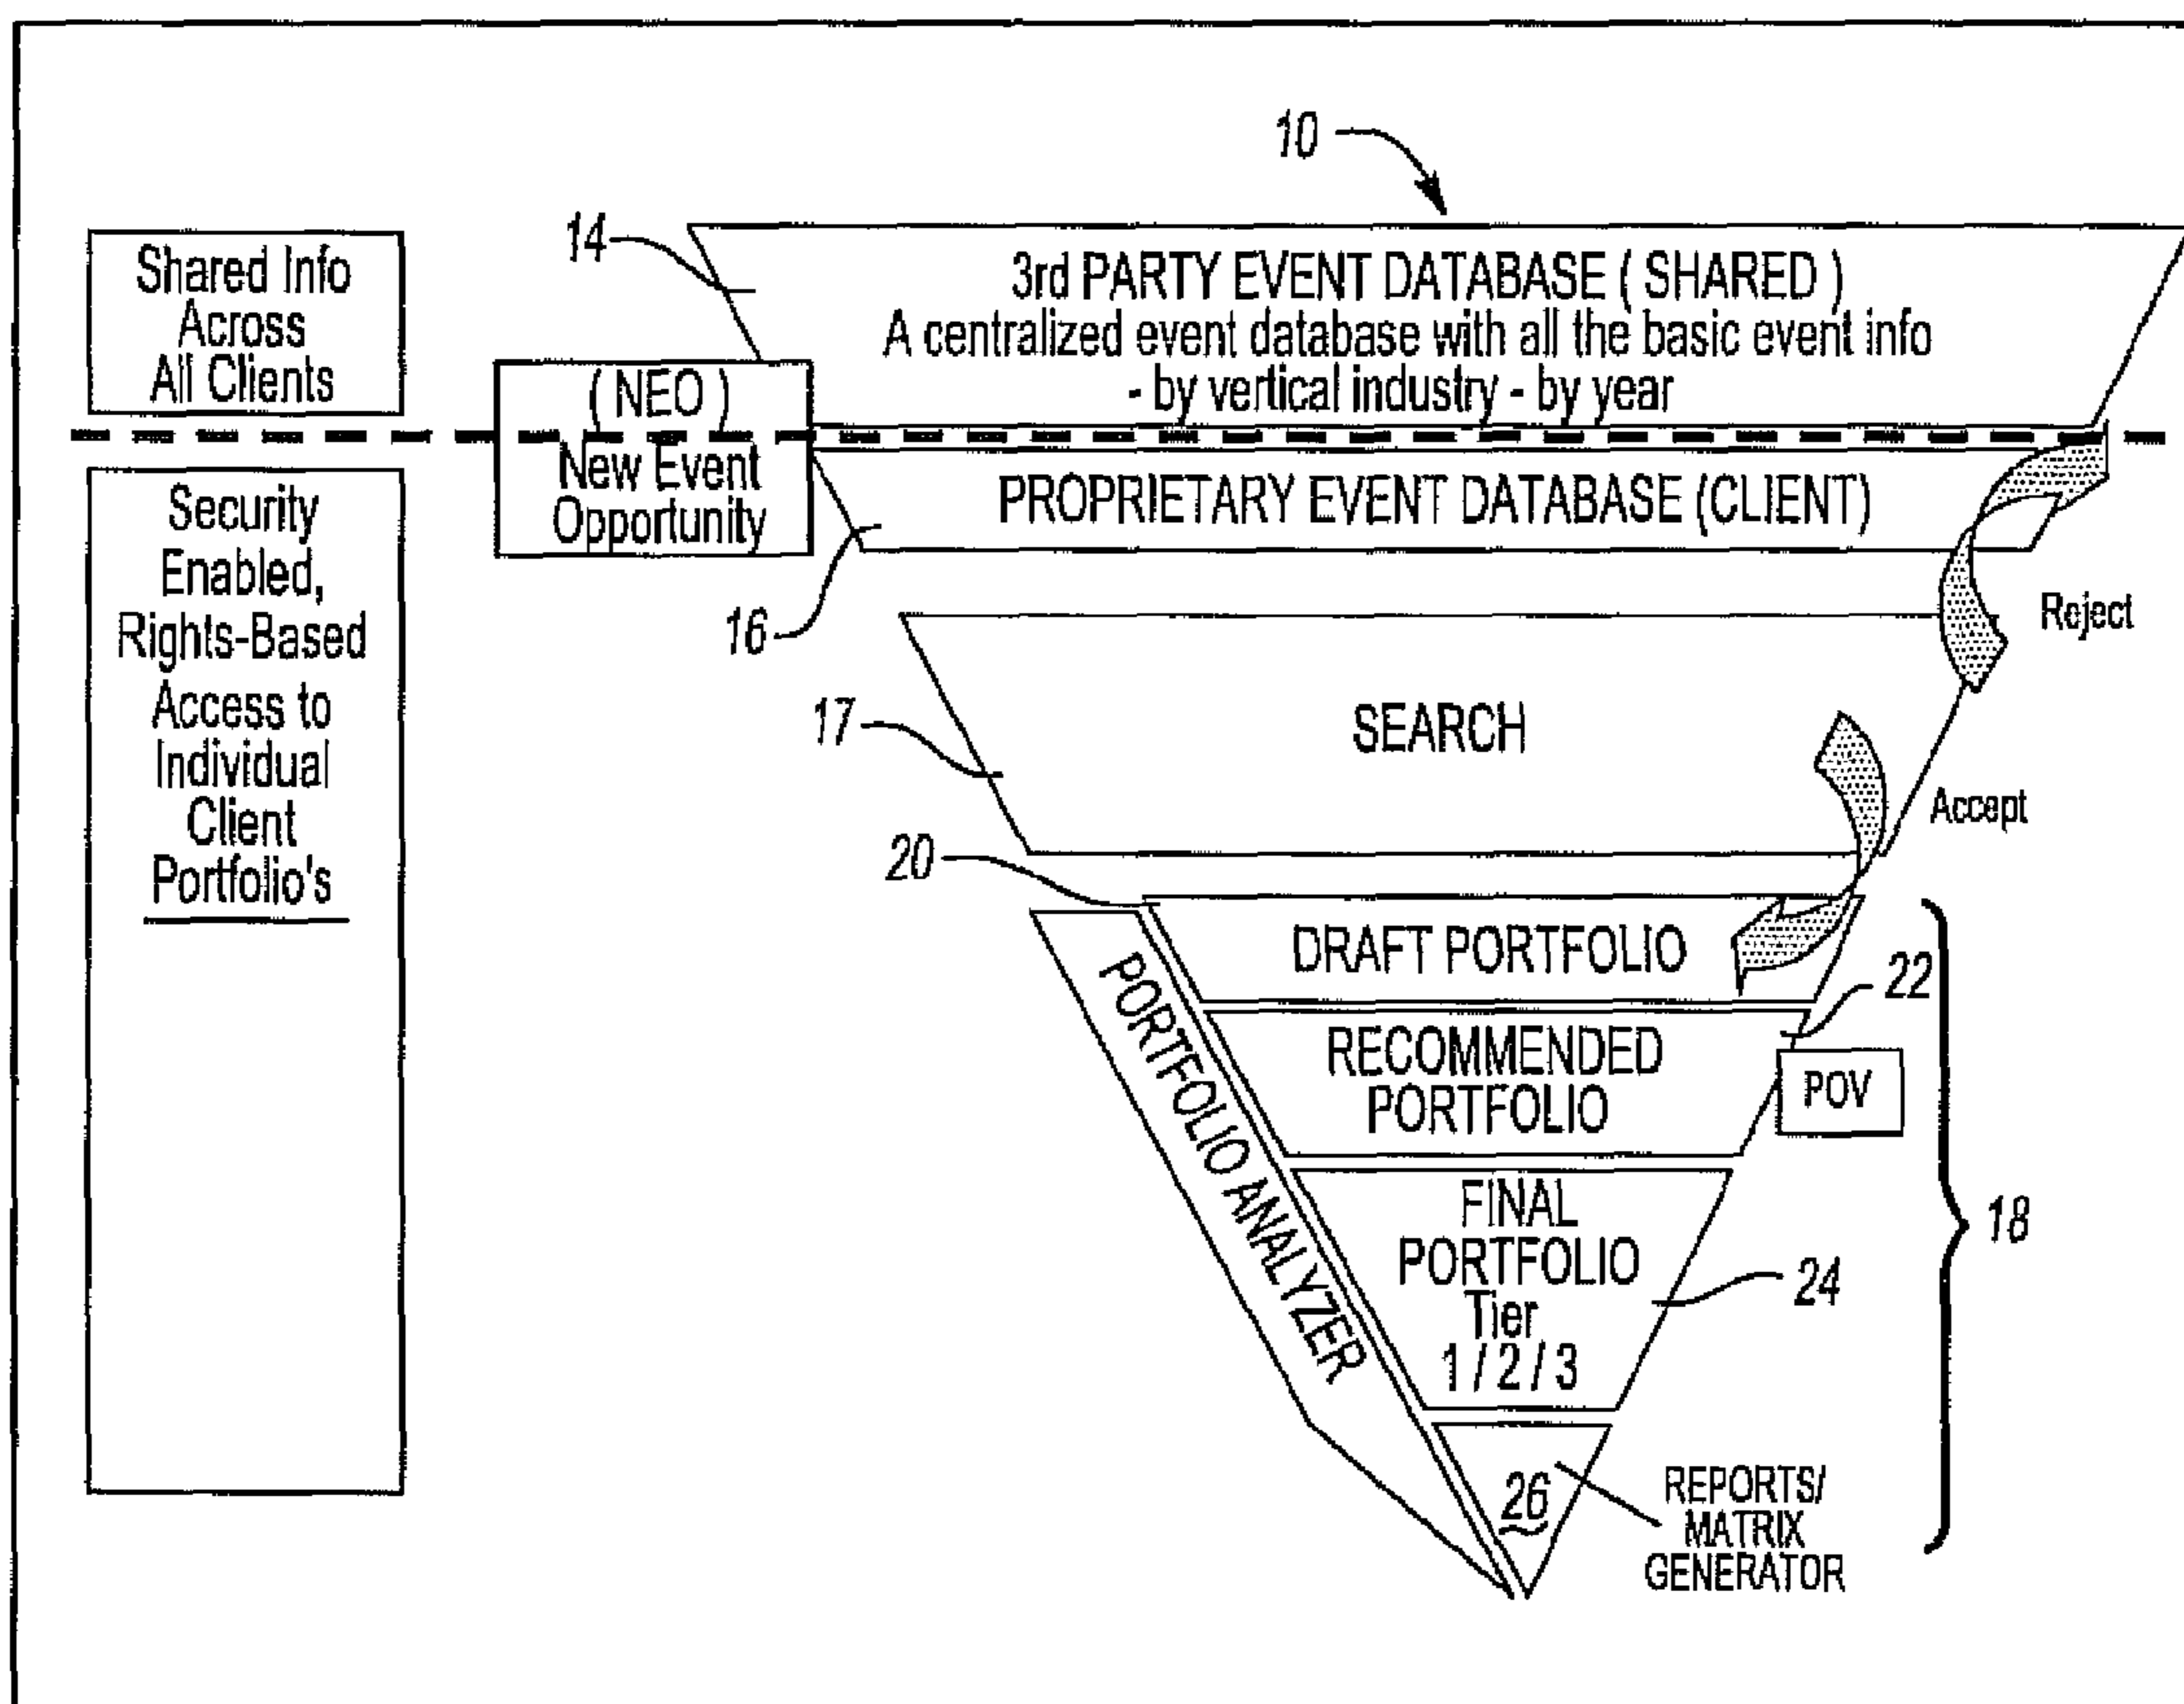 10
14
3rd PARTY EVENT DATABASE ( SHARED )
A centralized event database with all the basic event info
- by vertical industry - by year
Shared Info
Across
All Clients
( NEO )
New Event
Opportunity
PROPRIETARY EVENT DATABASE (CLIENT)
16
Reject
Security
Enabled,
Rights-Based
Access to
Individual
Client
Portfolio's
17
SEARCH
Accept
20
DRAFT PORTFOLIO
22
RECOMMENDED
PORTFOLIO
POV
PORTFOLIO ANALYZER
FINAL
PORTFOLIO
Tier
1 / 2 / 3
24
18
26
REPORTS/
MATRIX
GENERATOR